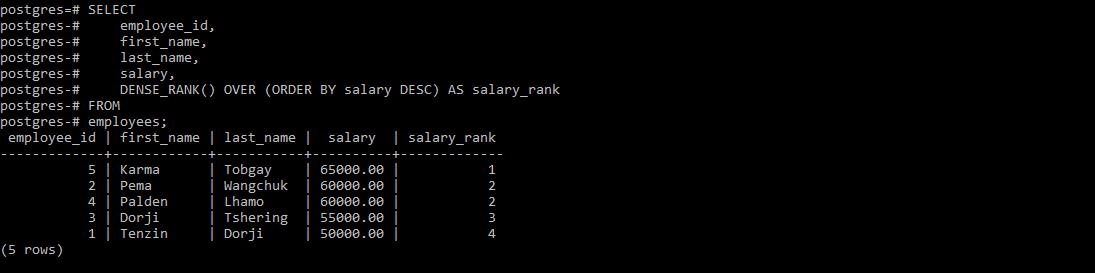 postgres=# SELECT
postgres-#     employee_id,
postgres-#     first_name,
postgres-#     last_name,
postgres-#     salary,
postgres-#     DENSE_RANK() OVER (ORDER BY salary DESC) AS salary_rank
postgres-# FROM
postgres-# employees;
 employee_id | first_name | last_name |  salary  | salary_rank
-------------+------------+-----------+----------+-------------
           5 | Karma      | Tobgay    | 65000.00 |           1
           2 | Pema       | Wangchuk  | 60000.00 |           2
           4 | Palden     | Lhamo     | 60000.00 |           2
           3 | Dorji      | Tshering  | 55000.00 |           3
           1 | Tenzin     | Dorji     | 50000.00 |           4
(5 rows)